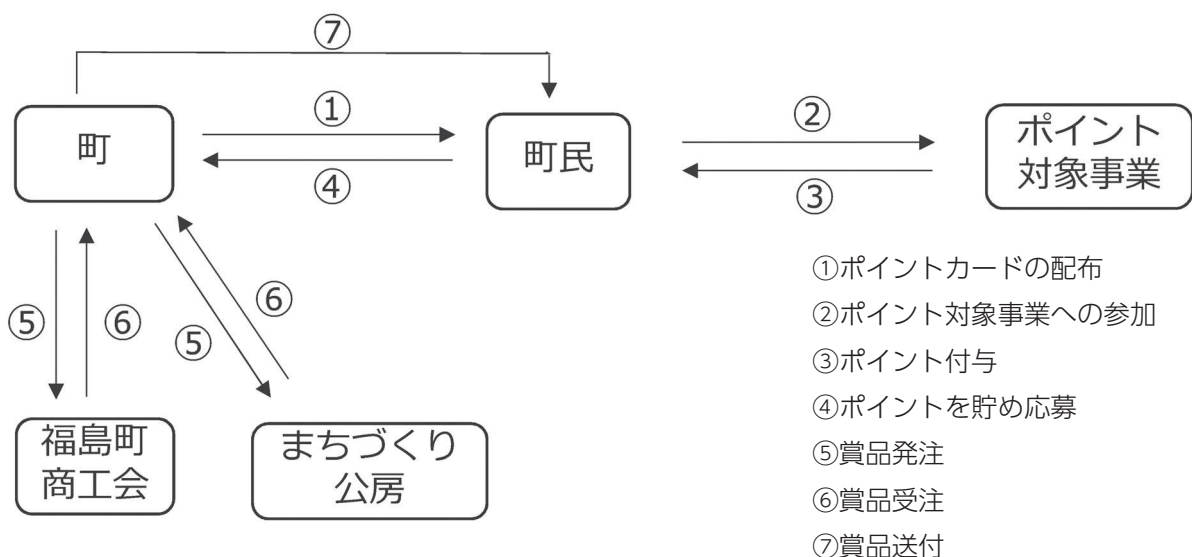 ⑦
町
①
④
町民
②
③
ポイント
対象事業
⑤
⑥
⑤
⑥
福島町
商工会
まちづくり
公房
①ポイントカードの配布
②ポイント対象事業への参加
③ポイント付与
④ポイントを貯め応募
⑤賞品発注
⑥賞品受注
⑦賞品送付